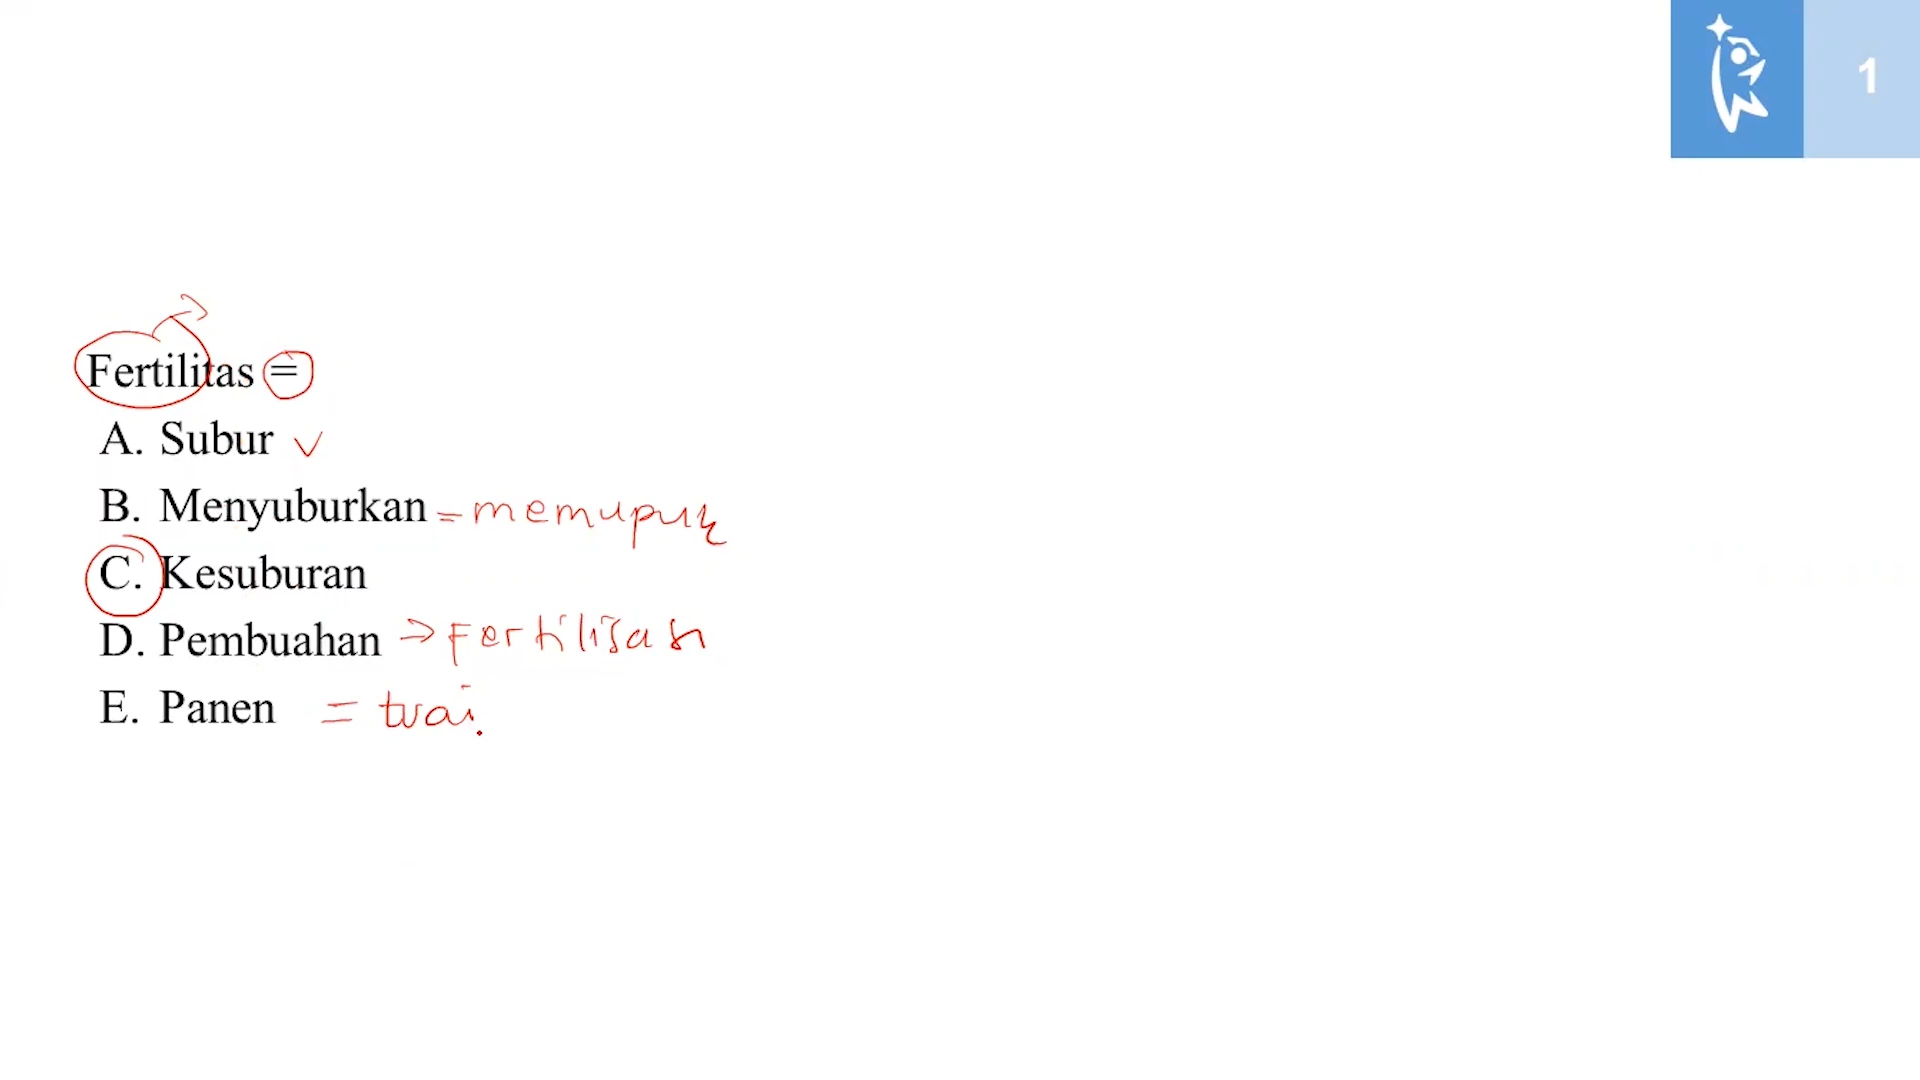 1
Fertilitas =
A. Subur
B. Menyuburkan = memupuk
C. Kesuburan
D. Pembuahan => Fertilisasi
E. Panen = tuai